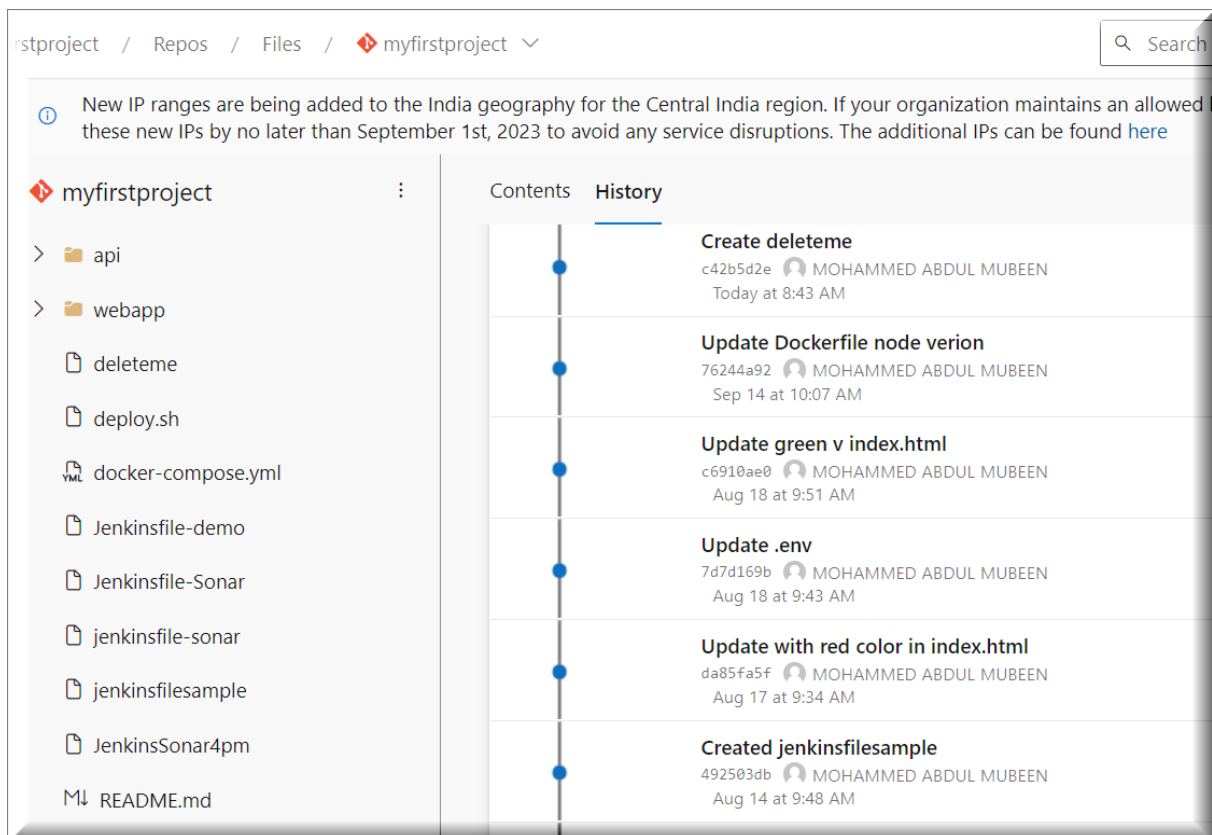 rstproject / Repos / Files / myfirstproject
Search
New IP ranges are being added to the India geography for the Central India region. If your organization maintains an allowed
these new IPs by no later than September 1st, 2023 to avoid any service disruptions. The additional IPs can be found here
myfirstproject
api
webapp
deleteme
deploy.sh
YML docker-compose.yml
Jenkinsfile-demo
Jenkinsfile-Sonar
jenkinsfile-sonar
jenkinsfilesample
JenkinsSonar4pm
M↓ README.md
Contents History
Create deleteme
c42b5d2e MOHAMMED ABDUL MUBEEN
Today at 8:43 AM
Update Dockerfile node verion
76244a92 MOHAMMED ABDUL MUBEEN
Sep 14 at 10:07 AM
Update green v index.html
c6910ae0 MOHAMMED ABDUL MUBEEN
Aug 18 at 9:51 AM
Update .env
7d7d169b MOHAMMED ABDUL MUBEEN
Aug 18 at 9:43 AM
Update with red color in index.html
da85fa5f MOHAMMED ABDUL MUBEEN
Aug 17 at 9:34 AM
Created jenkinsfilesample
492503db MOHAMMED ABDUL MUBEEN
Aug 14 at 9:48 AM